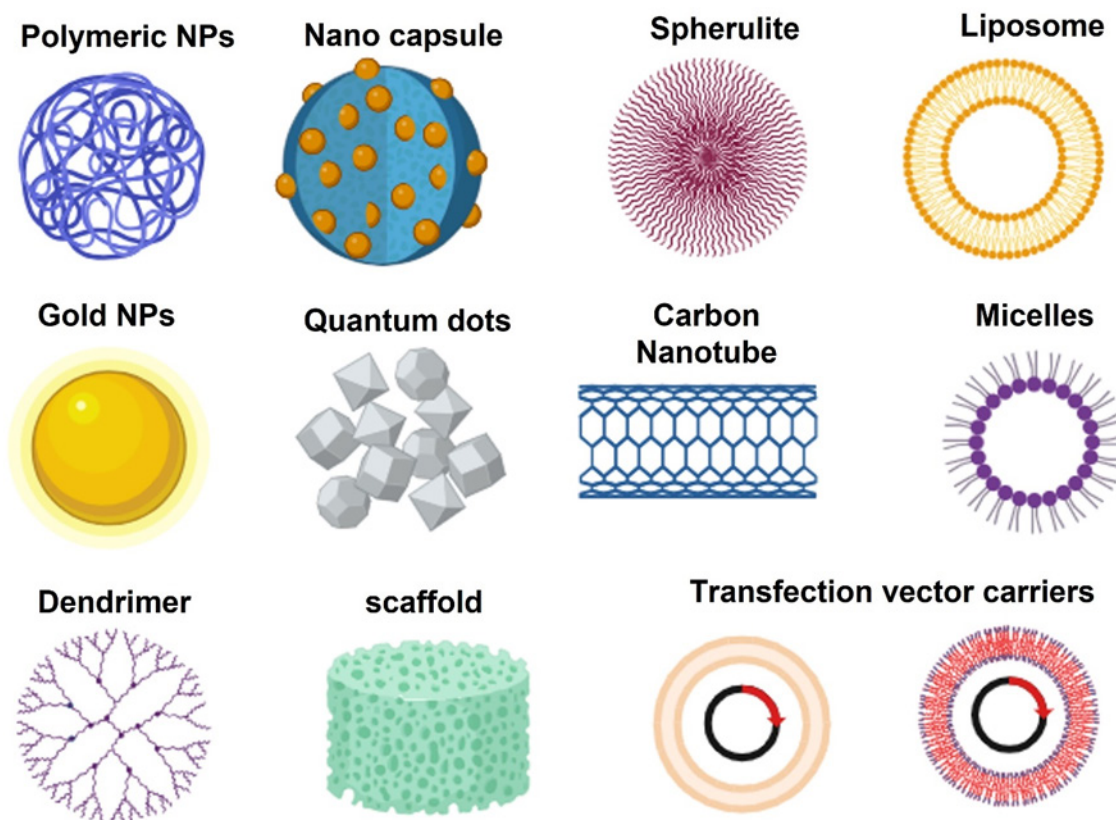 Polymeric NPs
Nano capsule
Spherulite
Liposome
Gold NPs
Quantum dots
Carbon
Nanotube
Micelles
Dendrimer
scaffold
Transfection vector carriers